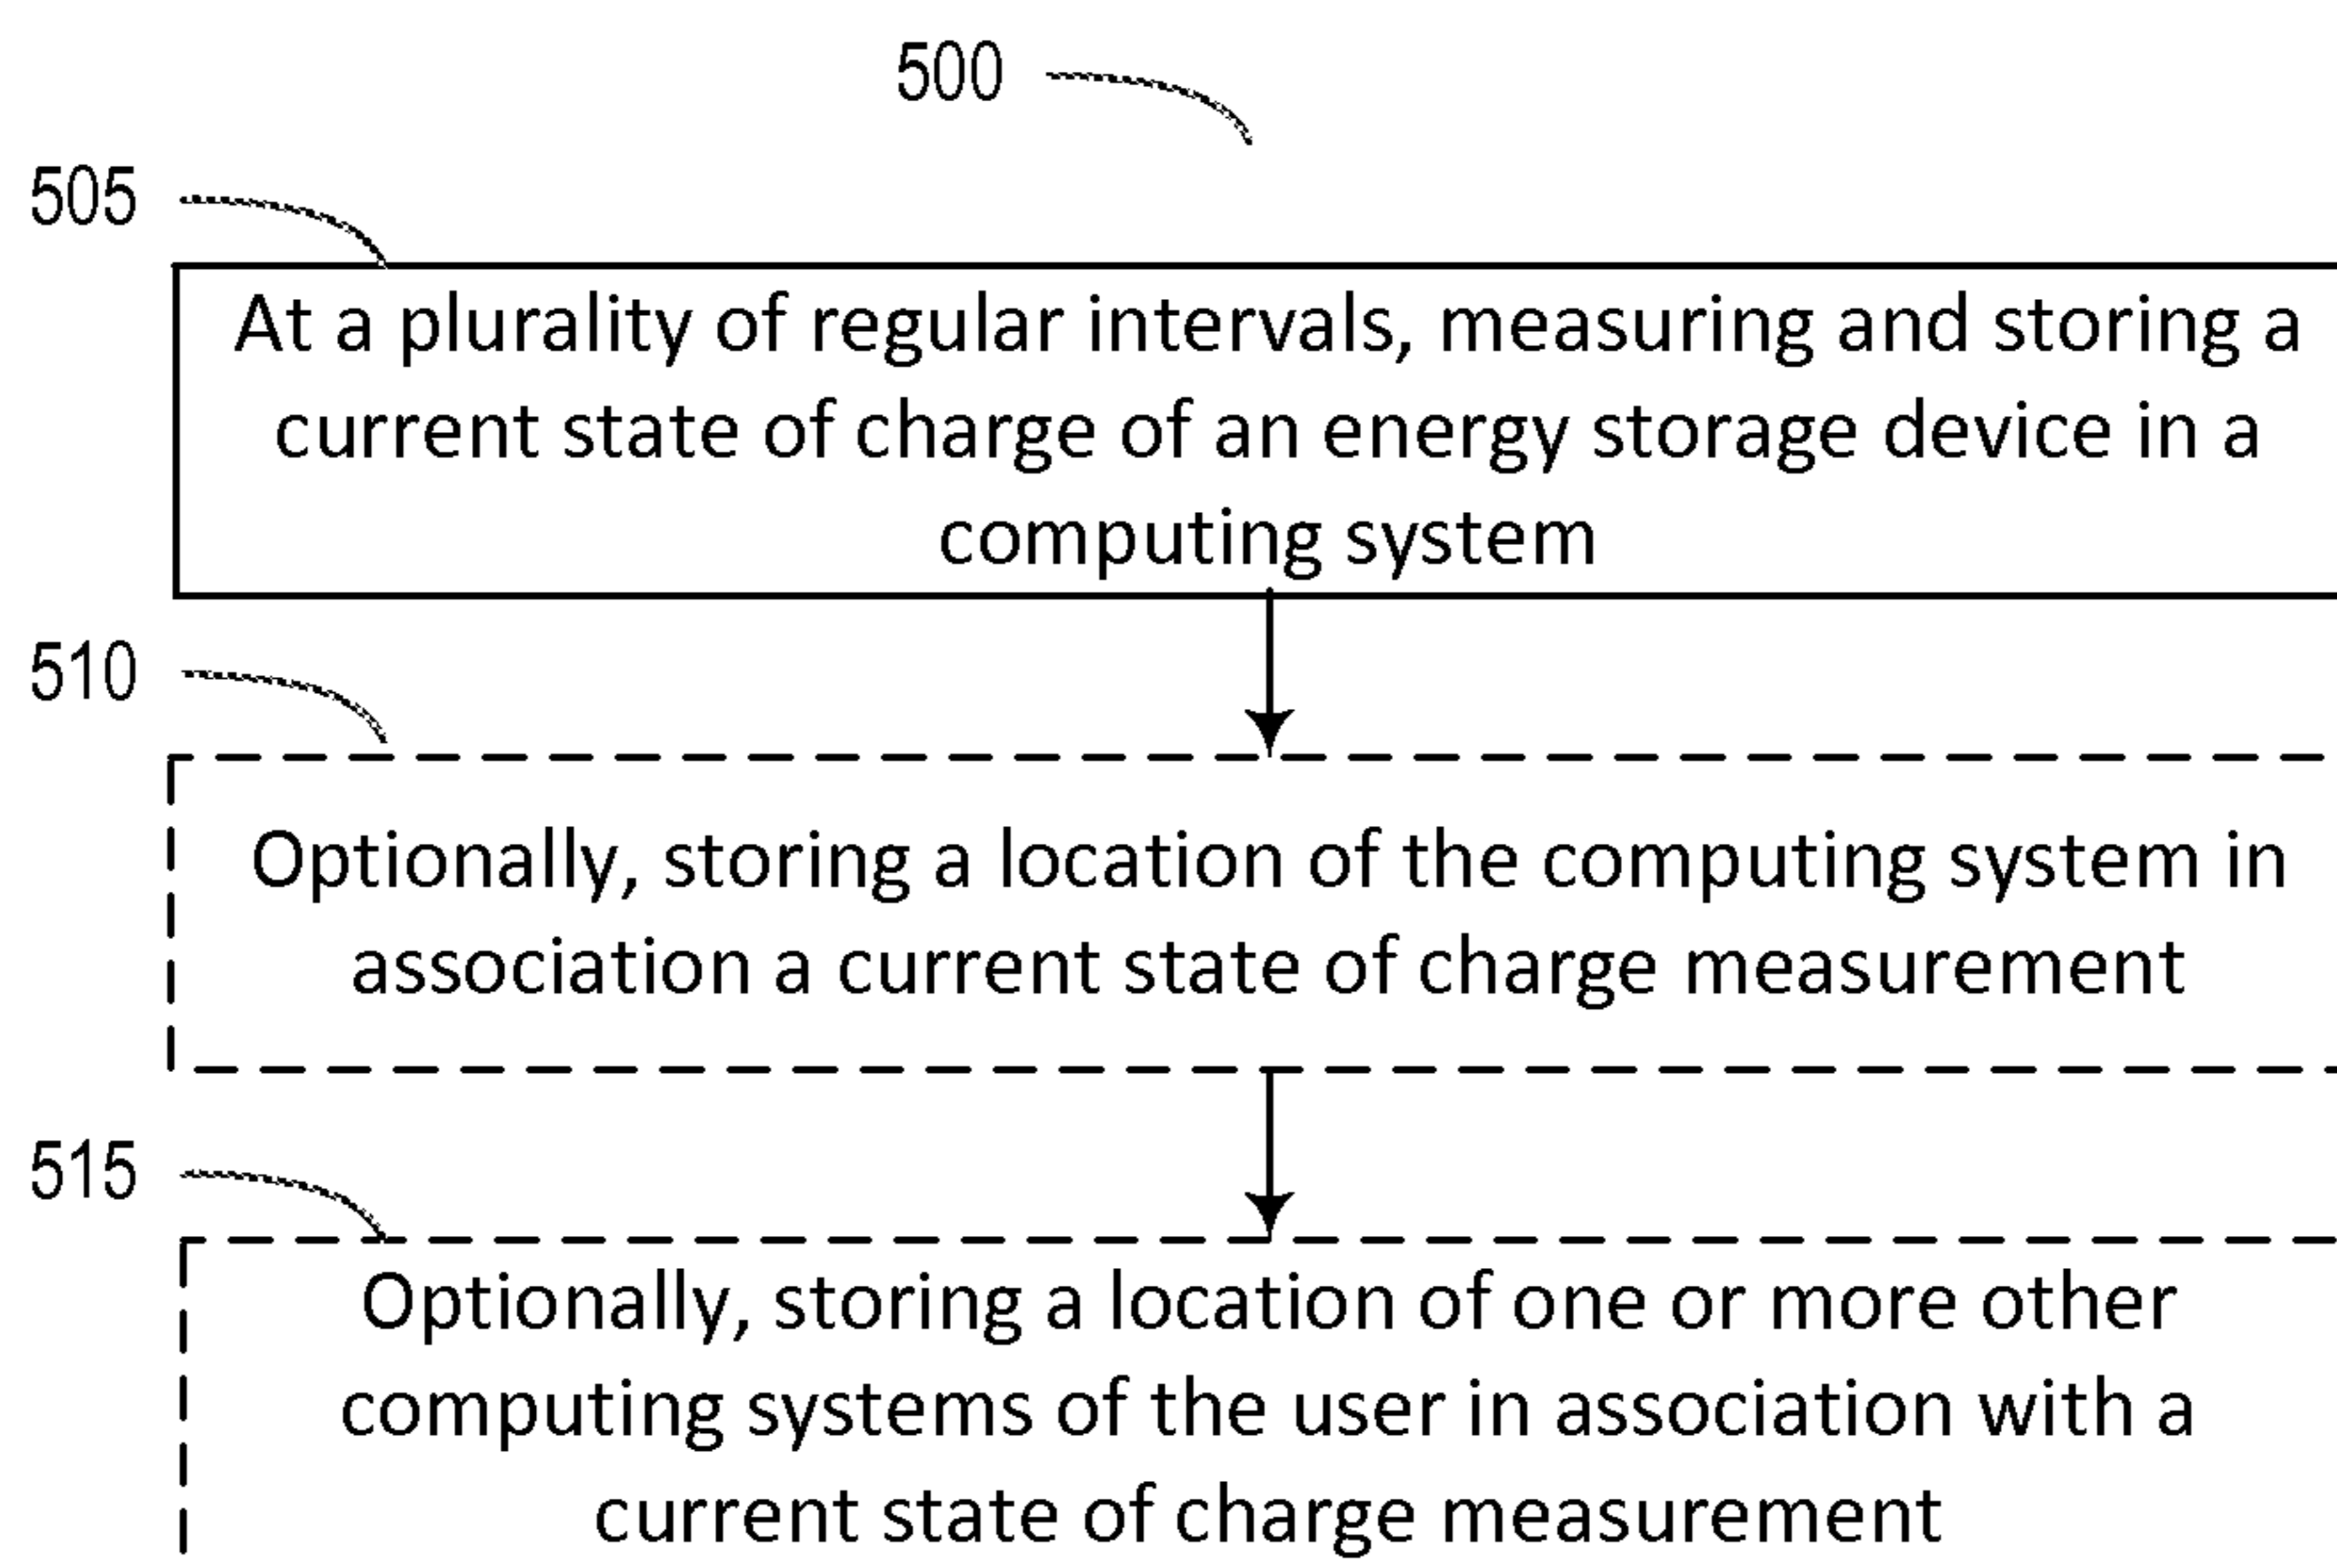 500
505
At a plurality of regular intervals, measuring and storing a
current state of charge of an energy storage device in a
computing system
510
Optionally, storing a location of the computing system in
association a current state of charge measurement
515
Optionally, storing a location of one or more other
computing systems of the user in association with a
current state of charge measurement